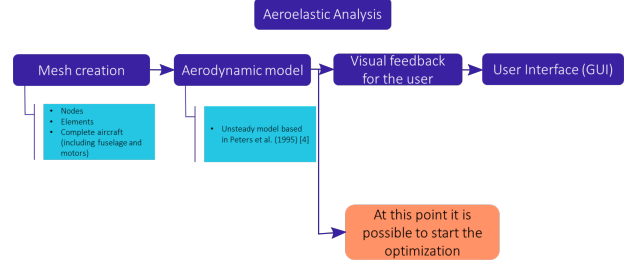 Aeroelastic Analysis
Mesh creation
Aerodynamic model
Visual feedback
for the user
User Interface (GUI)
• Nodes
• Elements
• Complete aircraft
(including fuselage and
motors)
• Unsteady model based
in Peters et al. (1995) [4]
At this point it is
possible to start the
optimization